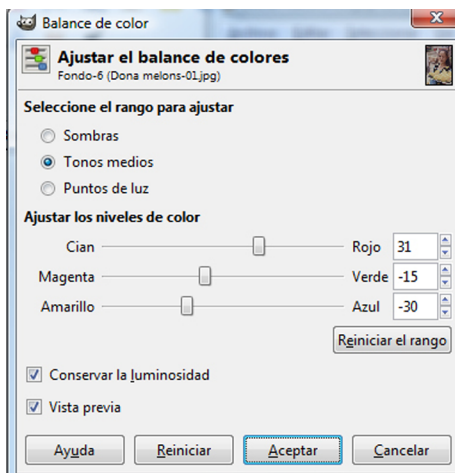 Balance de color
Ajustar el balance de colores
Fondo-6 (Dona melons-01.jpg)
Seleccione el rango para ajustar
Sombras
Tonos medios
Puntos de luz
Ajustar los niveles de color
Cian Rojo 31
Magenta Verde -15
Amarillo Azul -30
Reiniciar el rango
Conservar la luminosidad
Vista previa
Ayuda Reiniciar Aceptar Cancelar